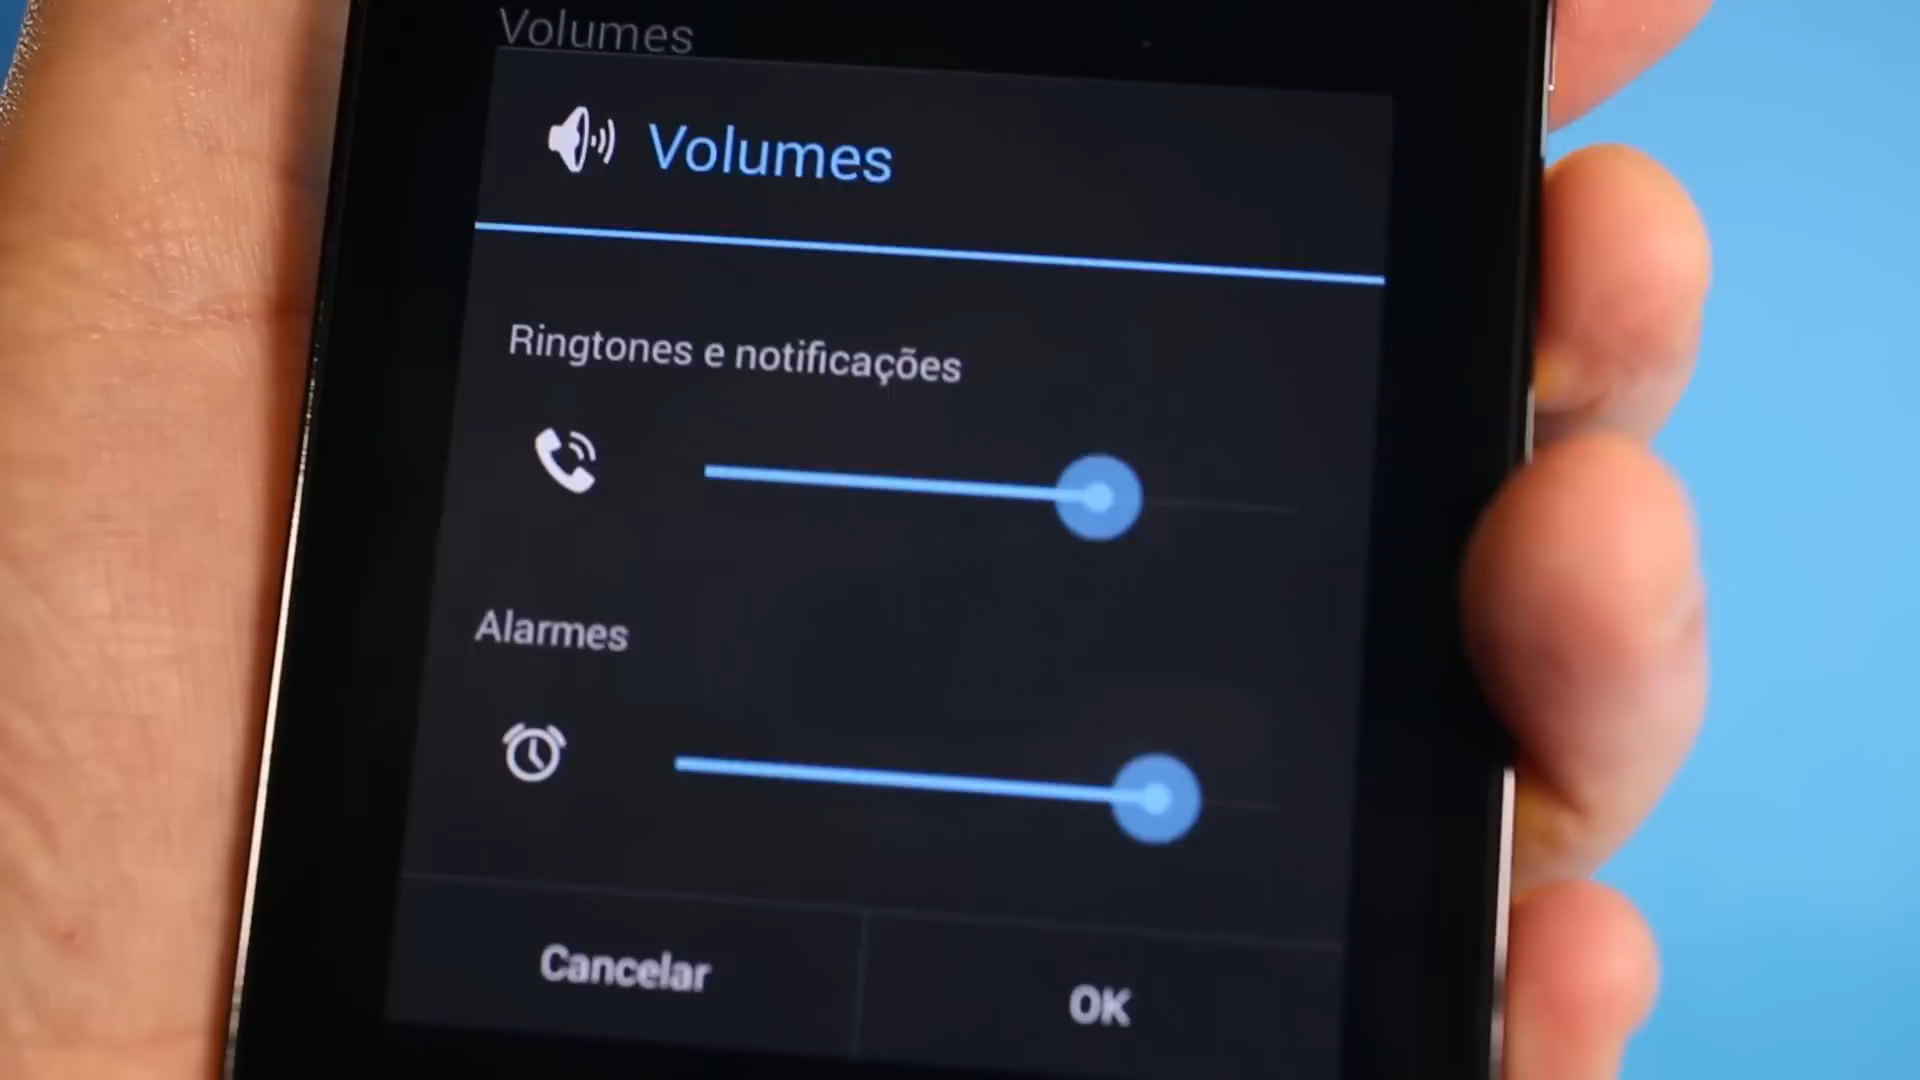 Volumes
Volumes
Ringtones e notificações
Alarmes
Cancelar
OK